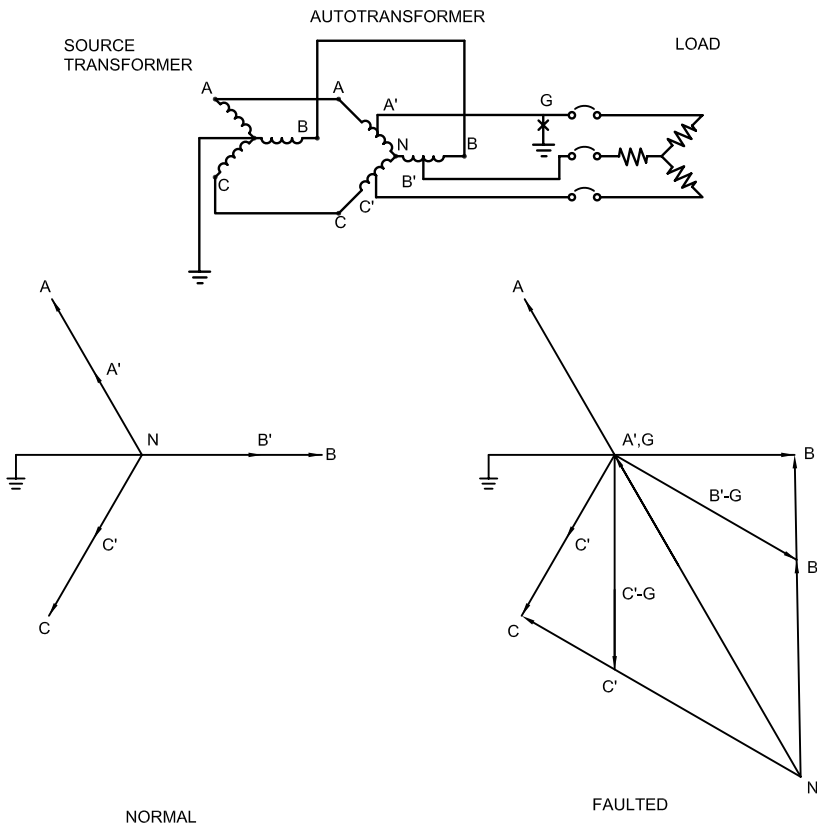 AUTOTRANSFORMER
SOURCE
TRANSFORMER
LOAD
A
A
A'
G
B
N
B
B'
C
C'
C
A
A'
N
B'
B
C'
C
A
A',G
B
B'-G
C'
B
C'-G
C
C'
N
NORMAL
FAULTED